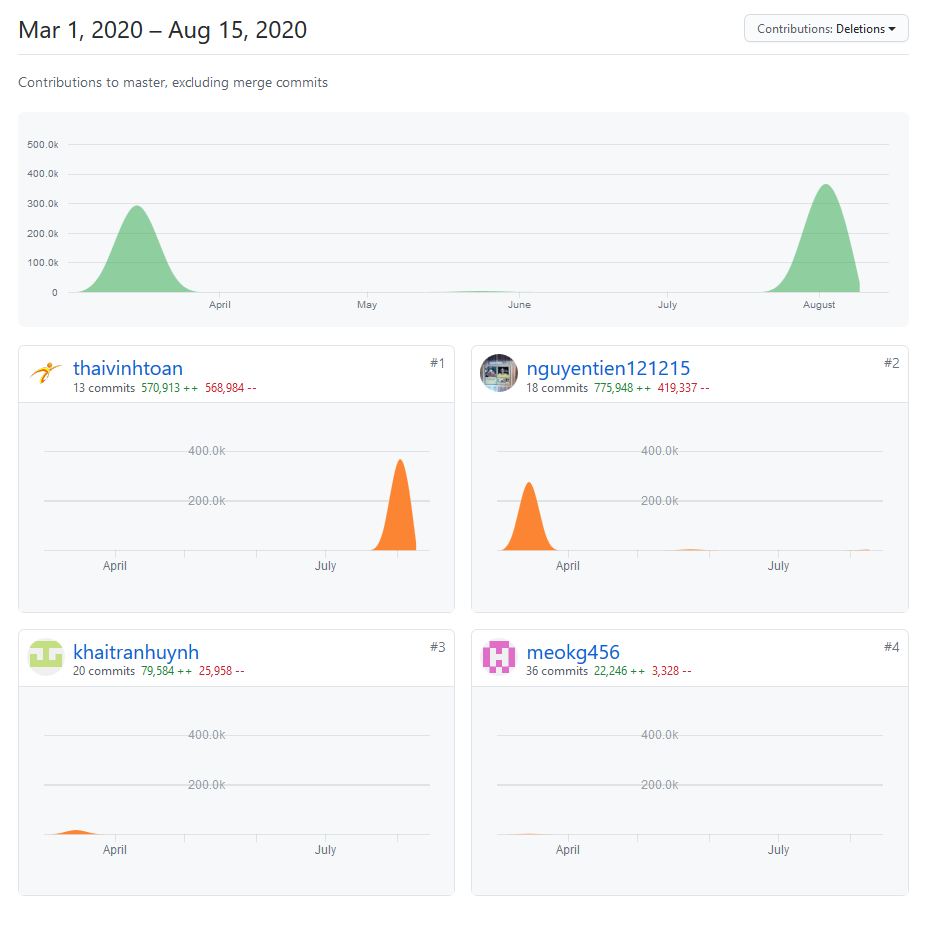 Mar 1, 2020 – Aug 15, 2020
Contributions: Deletions
Contributions to master, excluding merge commits
500.0k
400.0k
300.0k
200.0k
100.0k
0
April May June July August
thaivinhtoan #1
13 commits 570,913 ++ 568,984 --
400.0k
200.0k
April July
nguyentien121215 #2
18 commits 775,948 ++ 419,337 --
400.0k
200.0k
April July
khaitranhuynh #3
20 commits 79,584 ++ 25,958 --
400.0k
200.0k
April July
meokg456 #4
36 commits 22,246 ++ 3,328 --
400.0k
200.0k
April July